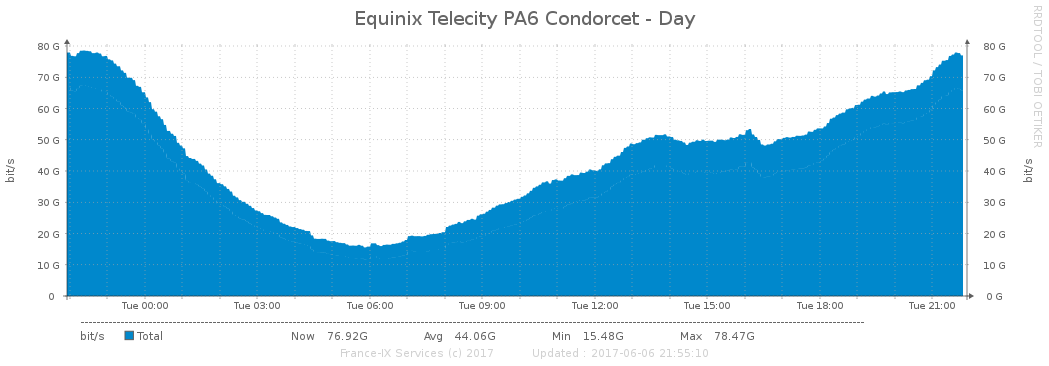 Equinix Telecity PA6 Condorcet - Day
RRDTOOL / TOBI OETIKER
bit/s
80 G
70 G
60 G
50 G
40 G
30 G
20 G
10 G
0
80 G
70 G
60 G
50 G
40 G
30 G
20 G
10 G
0 G
bit/s
Tue 00:00 Tue 03:00 Tue 06:00 Tue 09:00 Tue 12:00 Tue 15:00 Tue 18:00 Tue 21:00
bit/s Total Now 76.92G Avg 44.06G Min 15.48G Max 78.47G
France-IX Services (c) 2017 Updated : 2017-06-06 21:55:10